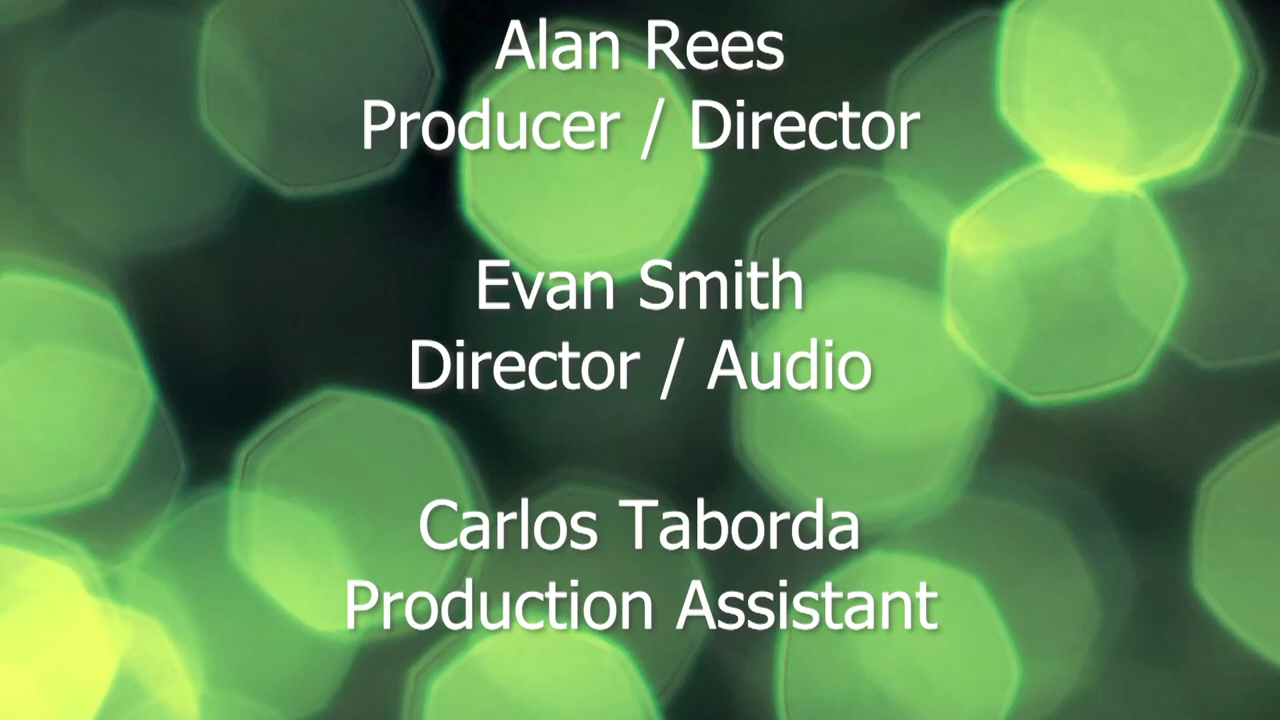 Alan Rees
Producer / Director
Evan Smith
Director / Audio
Carlos Taborda
Production Assistant